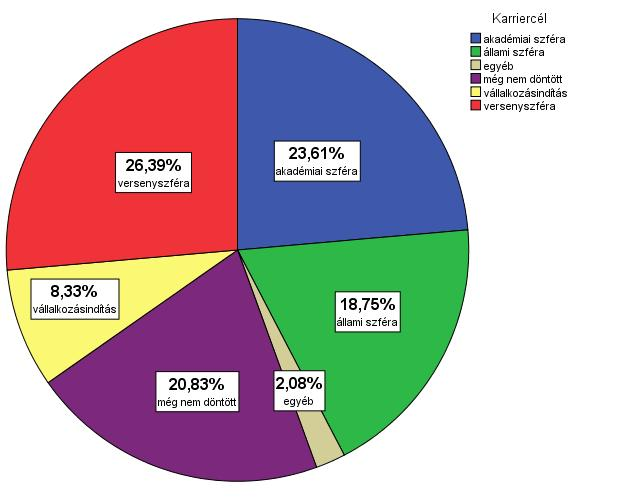 Karriercél
akadémiai szféra
állami szféra
egyéb
még nem döntött
vállalkozásindítás
versenyszféra
26,39%
versenyszféra
23,61%
akadémiai szféra
8,33%
vállalkozásindítás
18,75%
állami szféra
20,83%
még nem döntött
2,08%
egyéb